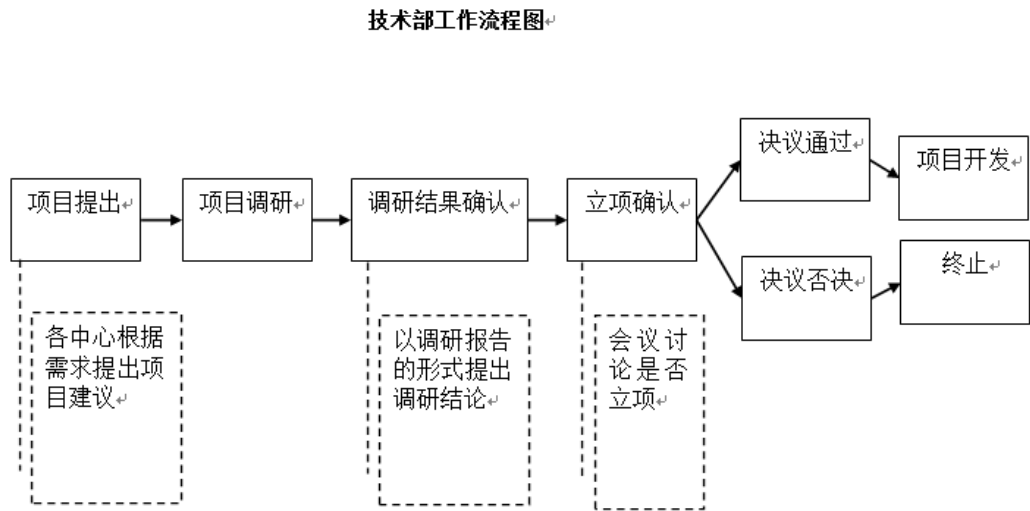 技术部工作流程图
项目提出
项目调研
调研结果确认
立项确认
决议通过
项目开发
决议否决
终止
各中心根据
需求提出项
目建议
以调研报告
的形式提出
调研结论
会议讨
论是否
立项